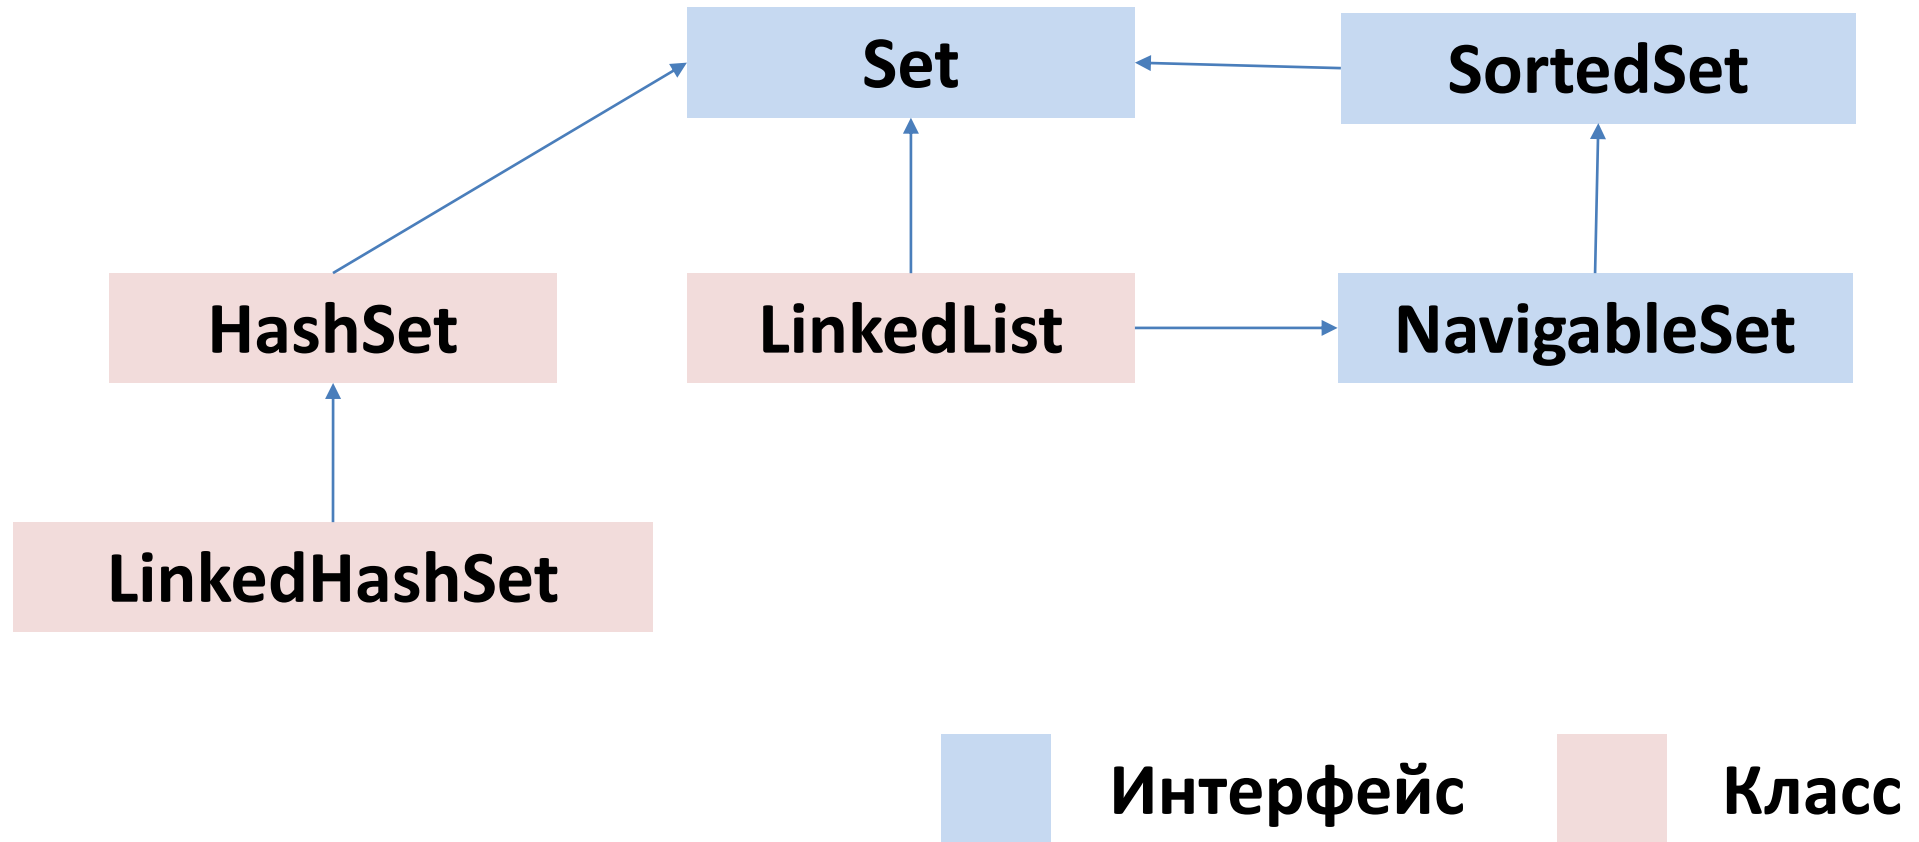 Set
SortedSet
HashSet
LinkedList
NavigableSet
LinkedHashSet
Интерфейс
Класс